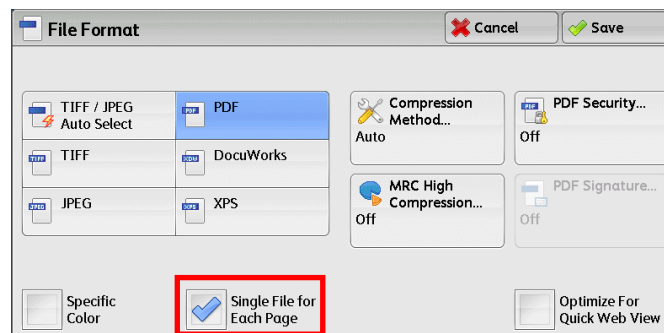 File Format
Cancel
Save
TIFF / JPEG
Auto Select
PDF
Compression
Method...
Auto
PDF Security...
Off
TIFF
DocuWorks
JPEG
XPS
MRC High
Compression...
Off
PDF Signature...
Off
Specific
Color
Single File for
Each Page
Optimize For
Quick Web View